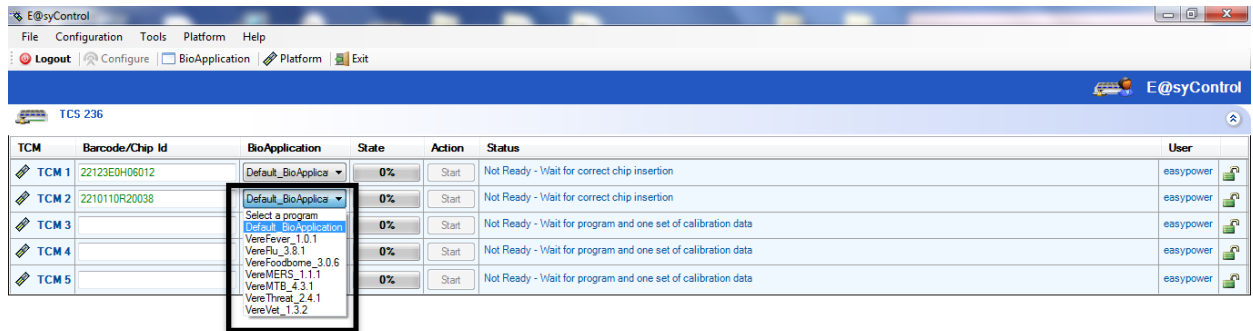 E@syControl
File Configuration Tools Platform Help
Logout Configure BioApplication Platform Exit
E@syControl
TCS 236
TCM Barcode/Chip Id BioApplication State Action Status User
TCM 1 22123E0H06012 Default_BioApplica 0% Start Not Ready - Wait for correct chip insertion easypower
TCM 2 2210110R20038 Default_BioApplica 0% Start Not Ready - Wait for correct chip insertion easypower
Select a program
TCM 3 Default_BioApplication 0% Start Not Ready - Wait for program and one set of calibration data easypower
VereFever_1.0.1
TCM 4 VereFlu_3.8.1 0% Start Not Ready - Wait for program and one set of calibration data easypower
VereFoodborne_3.0.6
VereMERS_1.1.1
TCM 5 VereMTB_4.3.1 0% Start Not Ready - Wait for program and one set of calibration data easypower
VereThreat_2.4.1
VereVet_1.3.2